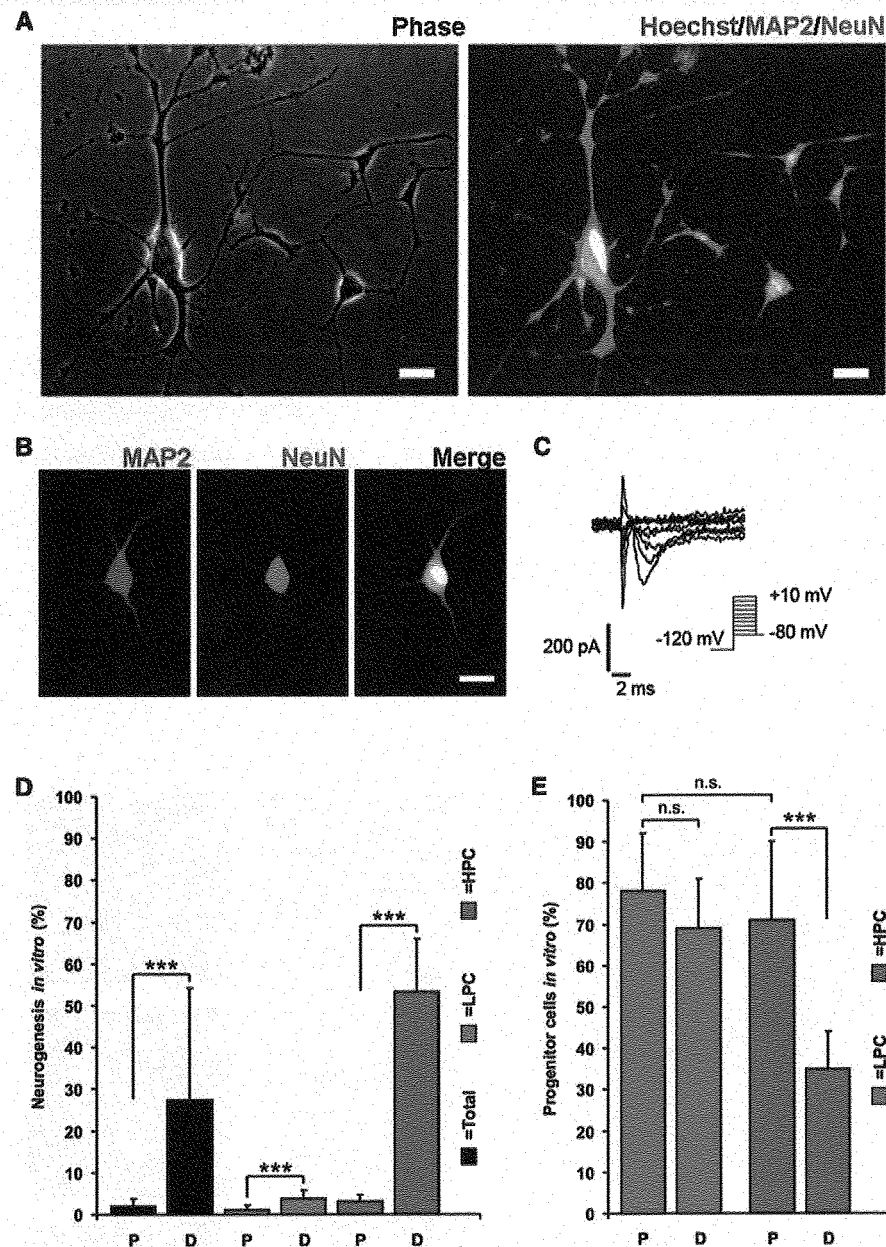 A
Phase
Hoechst/MAP2/NeuN
B
MAP2
NeuN
Merge
C
200 pA
2 ms
-120 mV
+10 mV
-80 mV
D
Neurogenesis in vitro (%)
100
90
80
70
60
50
40
30
20
10
0
***
***
***
P
D
P
D
P
D
=HPC
=LPC
=Total
E
Progenitor cells in vitro (%)
100
90
80
70
60
50
40
30
20
10
0
n.s.
n.s.
***
P
D
P
D
=HPC
=LPC